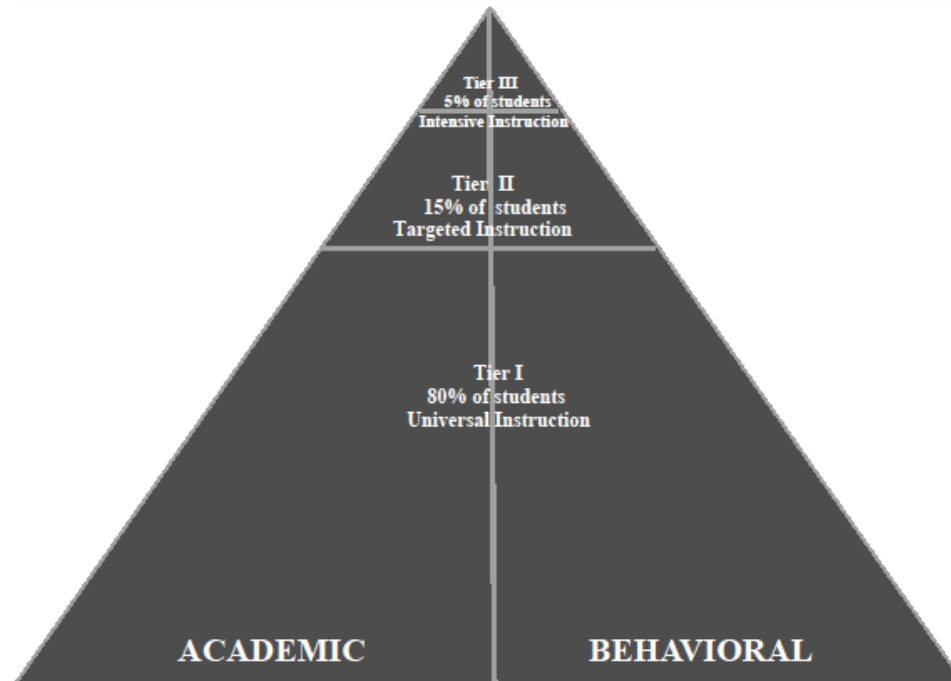 Tier III
5% of students
Intensive Instruction
Tier II
15% of students
Targeted Instruction
Tier I
80% of students
Universal Instruction
ACADEMIC
BEHAVIORAL